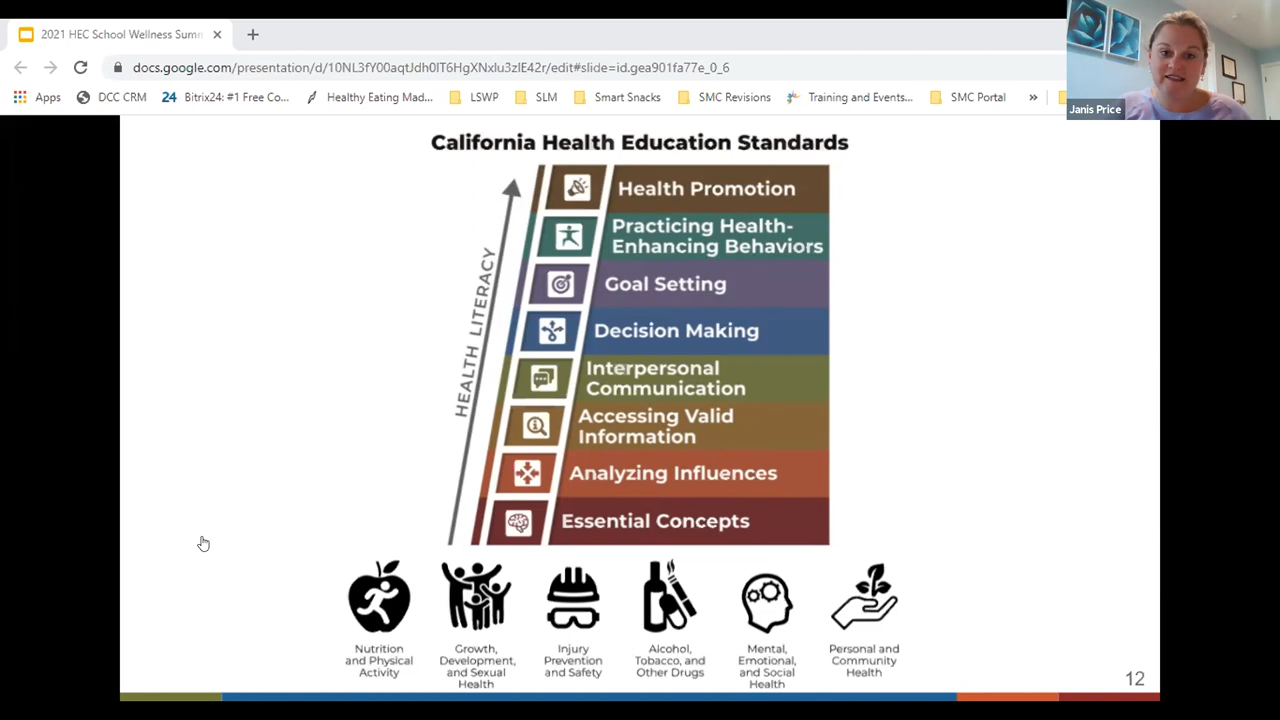 2021 HEC School Wellness Summ
docs.google.com/presentation/d/10NL3fY00aqtJdh0lT6HgXNxlu3zlE42r/edit#slide=id.gea901fa77e_0_6
Apps
DCC CRM
24 Bitrix24: #1 Free Co...
Healthy Eating Mad...
LSWP
SLM
Smart Snacks
SMC Revisions
Training and Events...
SMC Portal
»
Janis Price
California Health Education Standards
HEALTH LITERACY
Health Promotion
Practicing Health-
Enhancing Behaviors
Goal Setting
Decision Making
Interpersonal
Communication
Accessing Valid
Information
Analyzing Influences
Essential Concepts
Nutrition
and Physical
Activity
Growth,
Development,
and Sexual
Health
Injury
Prevention
and Safety
Alcohol,
Tobacco, and
Other Drugs
Mental,
Emotional,
and Social
Health
Personal and
Community
Health
12